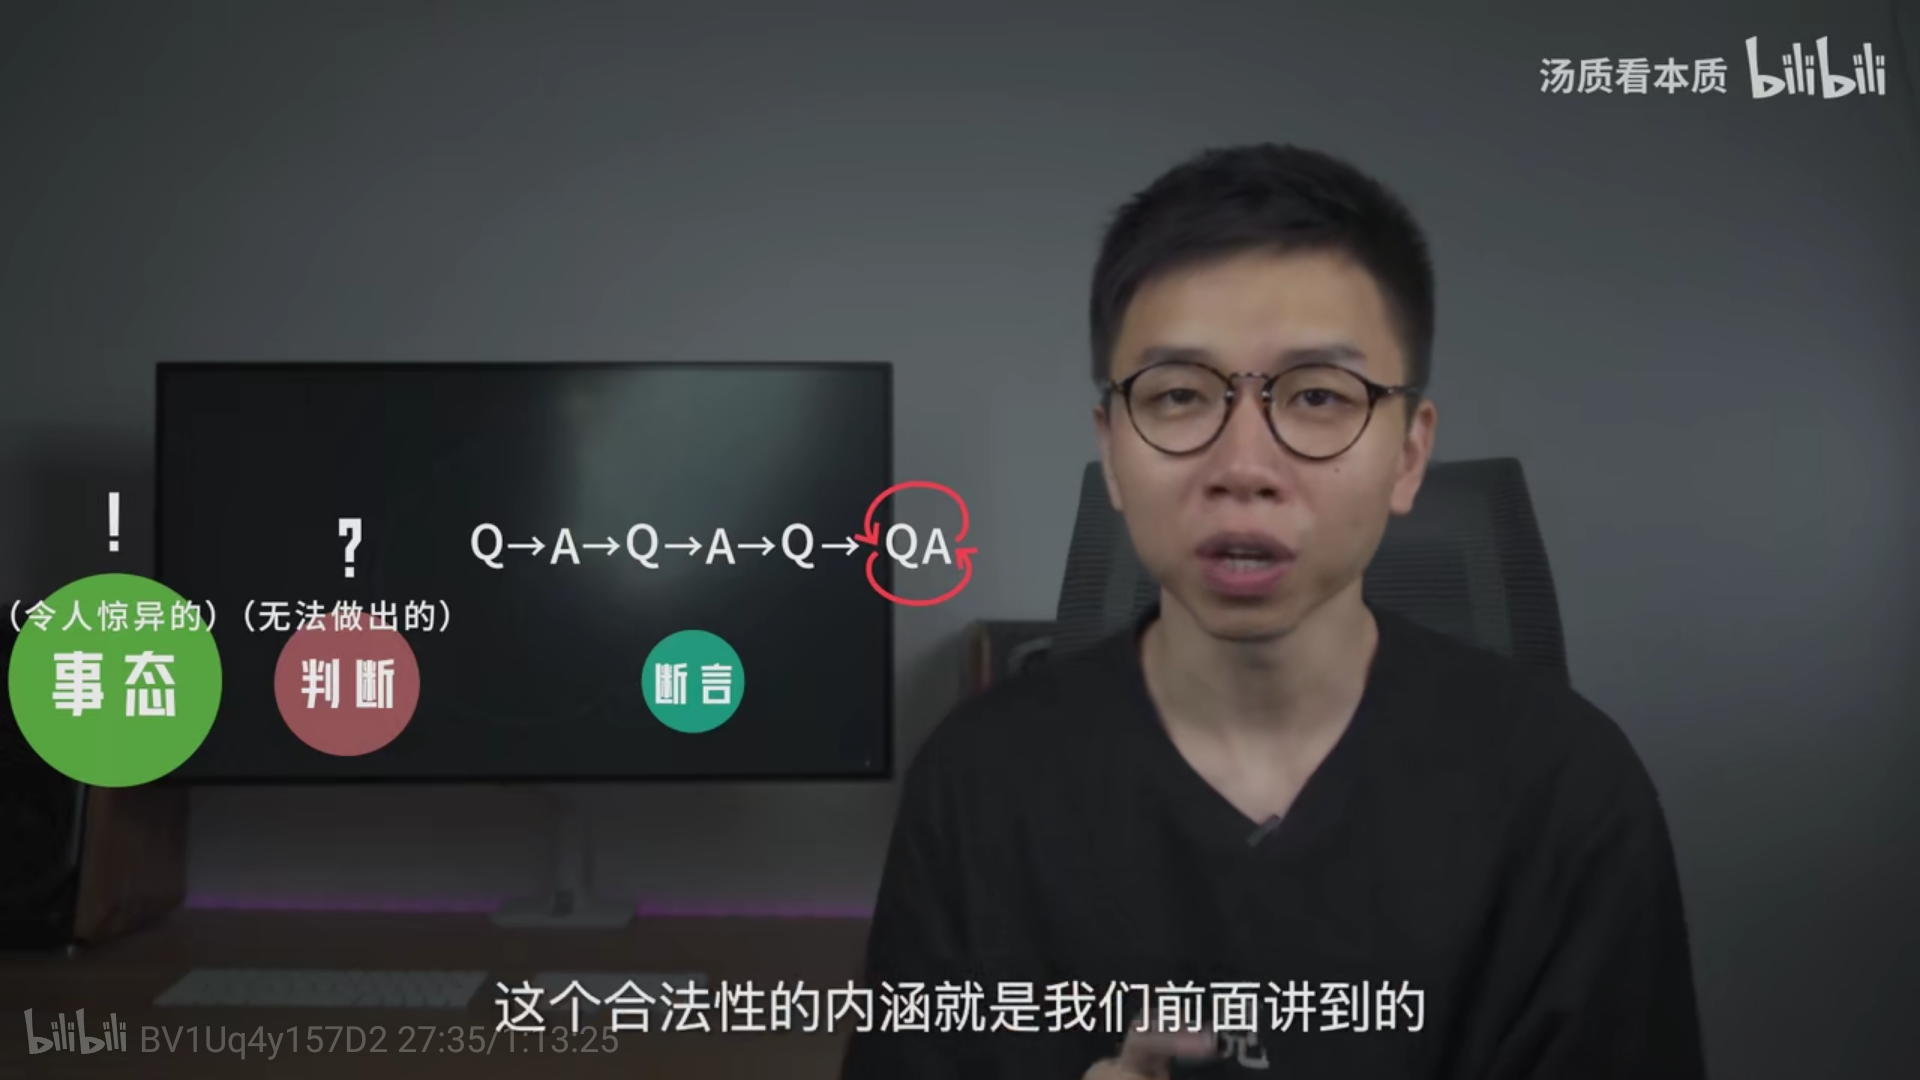 汤质看本质 bilibili
!
?
Q→A→Q→A→Q→QA
(令人惊异的)(无法做出的)
事态
判断
断言
这个合法性的内涵就是我们前面讲到的
bilibili BV1Uq4y157D2 27:35/1:13:25